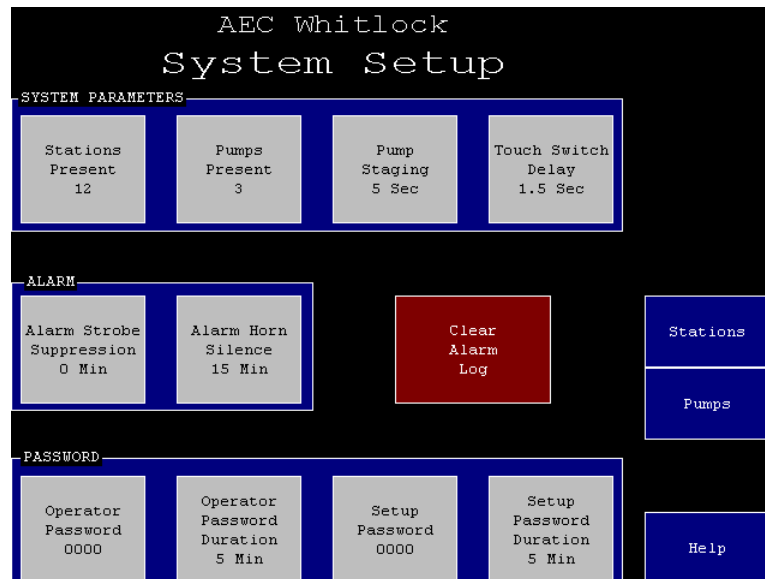 AEC Whitlock
System Setup
SYSTEM PARAMETERS
Stations
Present
12
Pumps
Present
3
Pump
Staging
5 Sec
Touch Switch
Delay
1.5 Sec
ALARM
Alarm Strobe
Suppression
0 Min
Alarm Horn
Silence
15 Min
Clear
Alarm
Log
Stations
Pumps
PASSWORD
Operator
Password
0000
Operator
Password
Duration
5 Min
Setup
Password
0000
Setup
Password
Duration
5 Min
Help